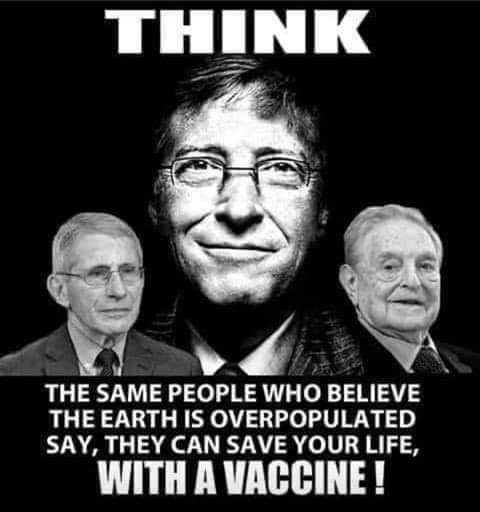 THINK
THE SAME PEOPLE WHO BELIEVE
THE EARTH IS OVERPOPULATED
SAY, THEY CAN SAVE YOUR LIFE,
WITH A VACCINE !